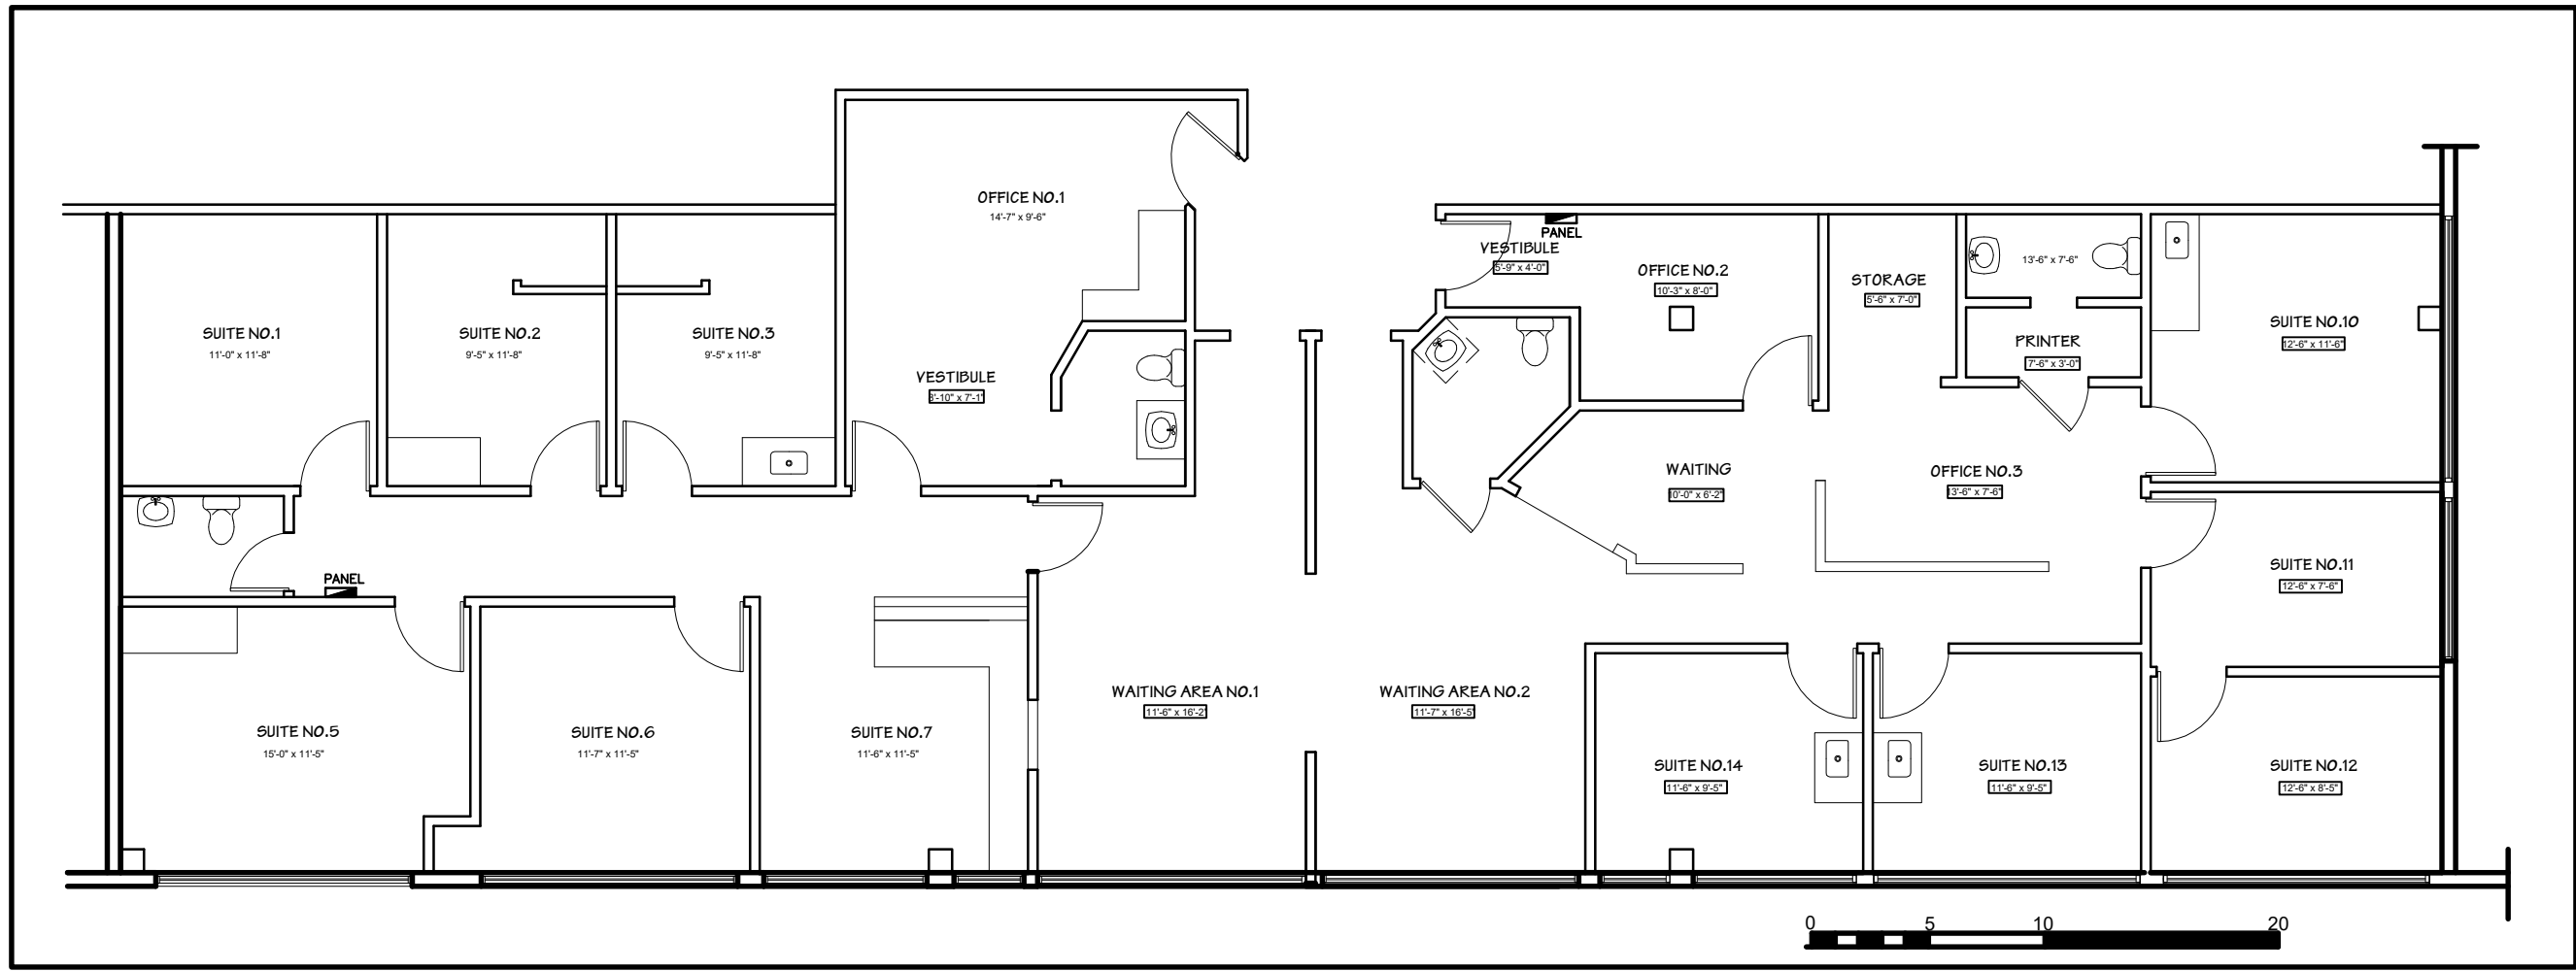 OFFICE NO.1
14'-7" x 9'-6"
PANEL
VESTIBULE
5'-9" x 4'-0"
OFFICE NO.2
10'-3" x 8'-0"
STORAGE
5'-6" x 7'-0"
13'-6" x 7'-6"
SUITE NO.1
11'-0" x 11'-8"
SUITE NO.2
9'-5" x 11'-8"
SUITE NO.3
9'-5" x 11'-8"
VESTIBULE
8'-10" x 7'-1"
PRINTER
7'-6" x 3'-0"
SUITE NO.10
12'-6" x 11'-6"
WAITING
10'-0" x 6'-2"
OFFICE NO.3
13'-6" x 7'-6"
PANEL
SUITE NO.11
12'-6" x 7'-6"
SUITE NO.5
15'-0" x 11'-5"
SUITE NO.6
11'-7" x 11'-5"
SUITE NO.7
11'-6" x 11'-5"
WAITING AREA NO.1
11'-6" x 16'-2"
WAITING AREA NO.2
11'-7" x 16'-5"
SUITE NO.14
11'-6" x 9'-5"
SUITE NO.13
11'-6" x 9'-5"
SUITE NO.12
12'-6" x 8'-5"
0 5 10 20